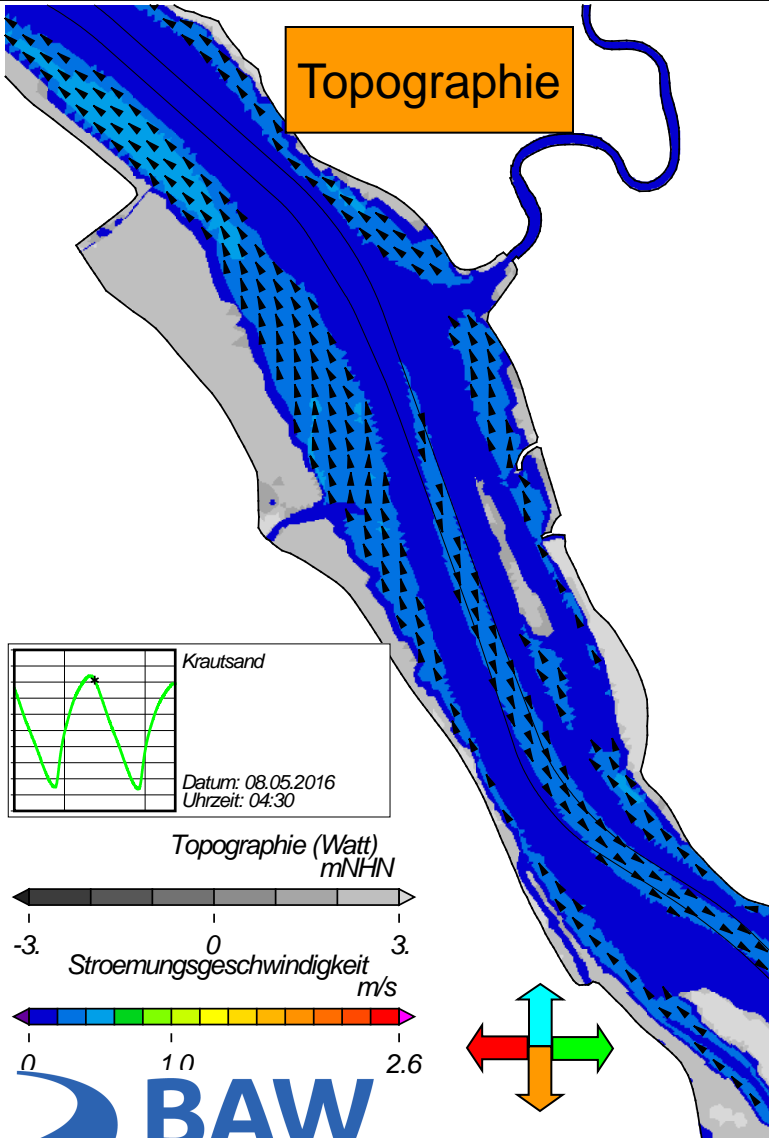 Topographie
Krautsand
Datum: 08.05.2016
Uhrzeit: 04:30
Topographie (Watt)
mNHN
-3. 0 3.
Stroemungsgeschwindigkeit
m/s
0 1.0 2.6
BAW